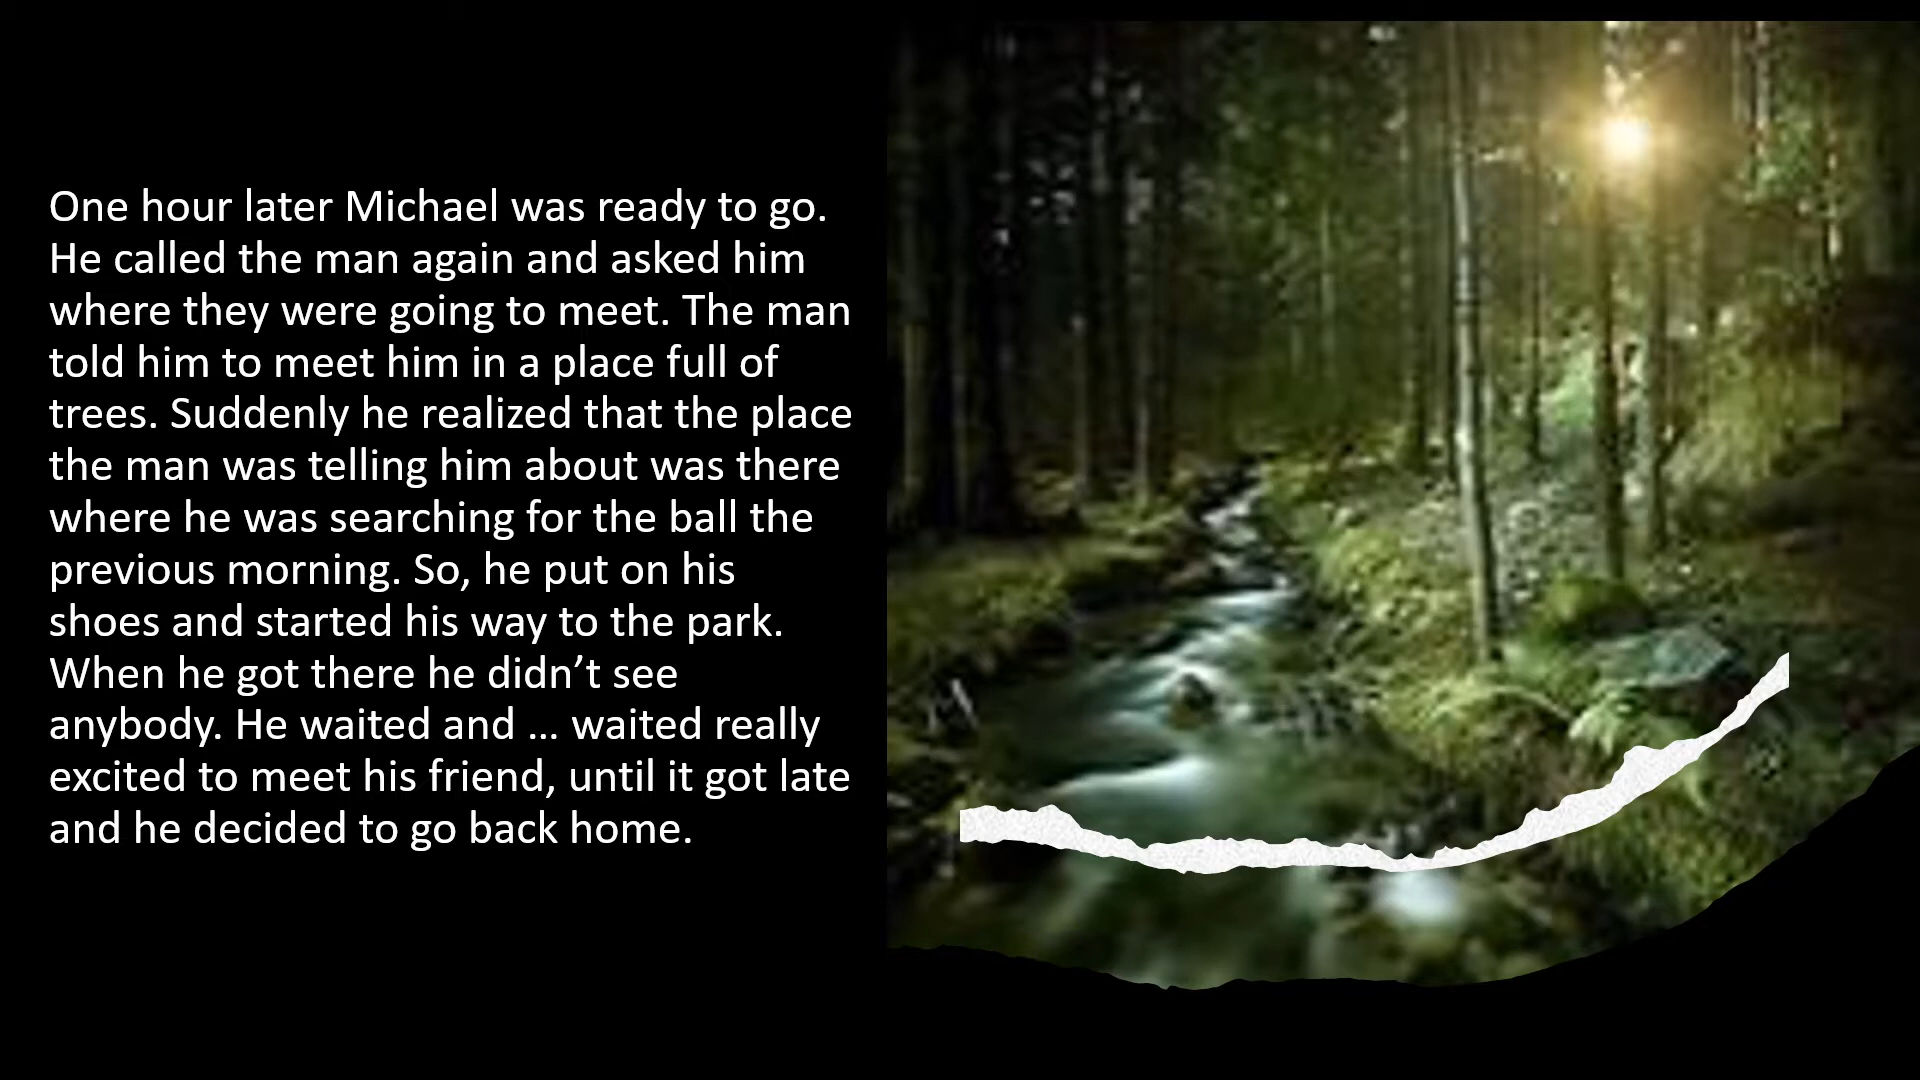 One hour later Michael was ready to go.
He called the man again and asked him
where they were going to meet. The man
told him to meet him in a place full of
trees. Suddenly he realized that the place
the man was telling him about was there
where he was searching for the ball the
previous morning. So, he put on his
shoes and started his way to the park.
When he got there he didn’t see
anybody. He waited and … waited really
excited to meet his friend, until it got late
and he decided to go back home.